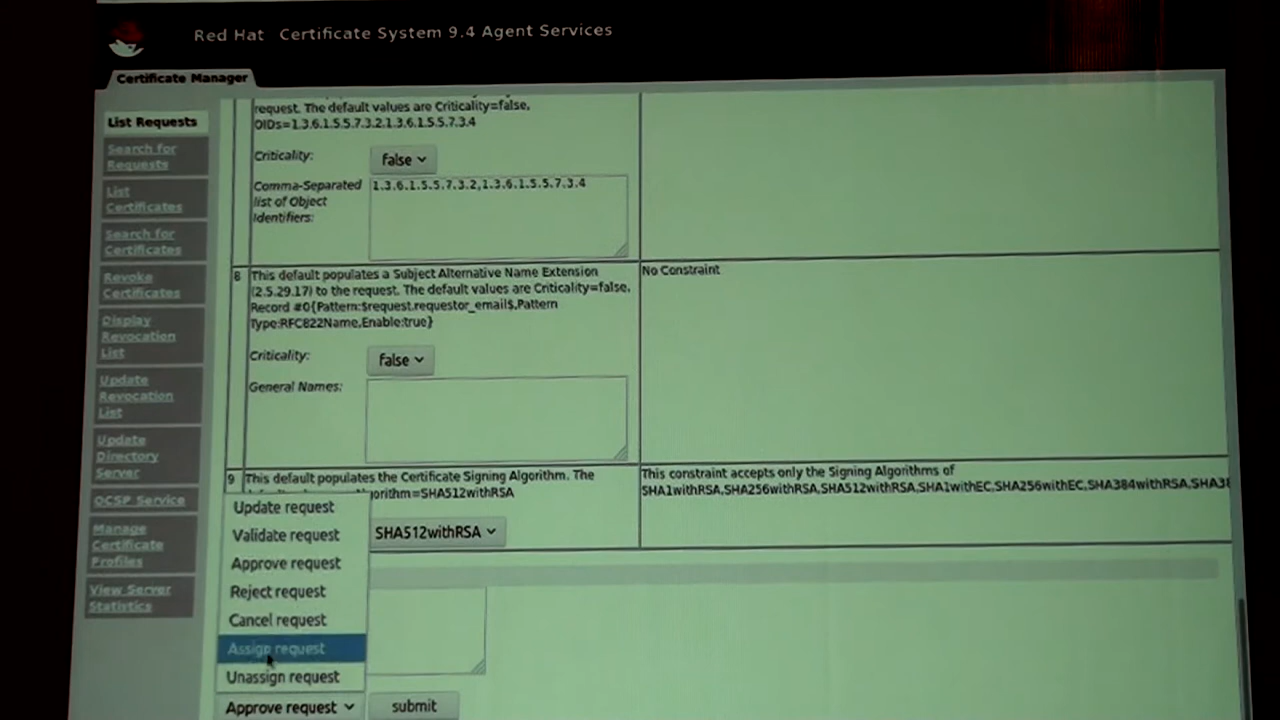 Red Hat Certificate System 9.4 Agent Services
Certificate Manager
List Requests
Search for
Requests
List
Certificates
Search for
Certificates
Revoke
Certificates
Display
Revocation
List
Update
Revocation
List
Update
Directory
Server
OCSP Service
Manage
Certificate
Profiles
View Server
Statistics
request. The default values are Criticality=false,
OIDs=1.3.6.1.5.5.7.3.2,1.3.6.1.5.5.7.3.4
Criticality: false
Comma-Separated
list of Object
Identifiers:
1.3.6.1.5.5.7.3.2,1.3.6.1.5.5.7.3.4
8 This default populates a Subject Alternative Name Extension
(2.5.29.17) to the request. The default values are Criticality=false,
Record #0{Pattern:$request.requestor_email$,Pattern
Type:RFC822Name,Enable:true}
No Constraint
Criticality: false
General Names:
9 This default populates the Certificate Signing Algorithm. The
SHA512withRSA
This constraint accepts only the Signing Algorithms of
SHA1withRSA,SHA256withRSA,SHA512withRSA,SHA1withEC,SHA256withEC,SHA384withRSA,
SHA512withRSA
Update request
Validate request
Approve request
Reject request
Cancel request
Assign request
Unassign request
Approve request submit